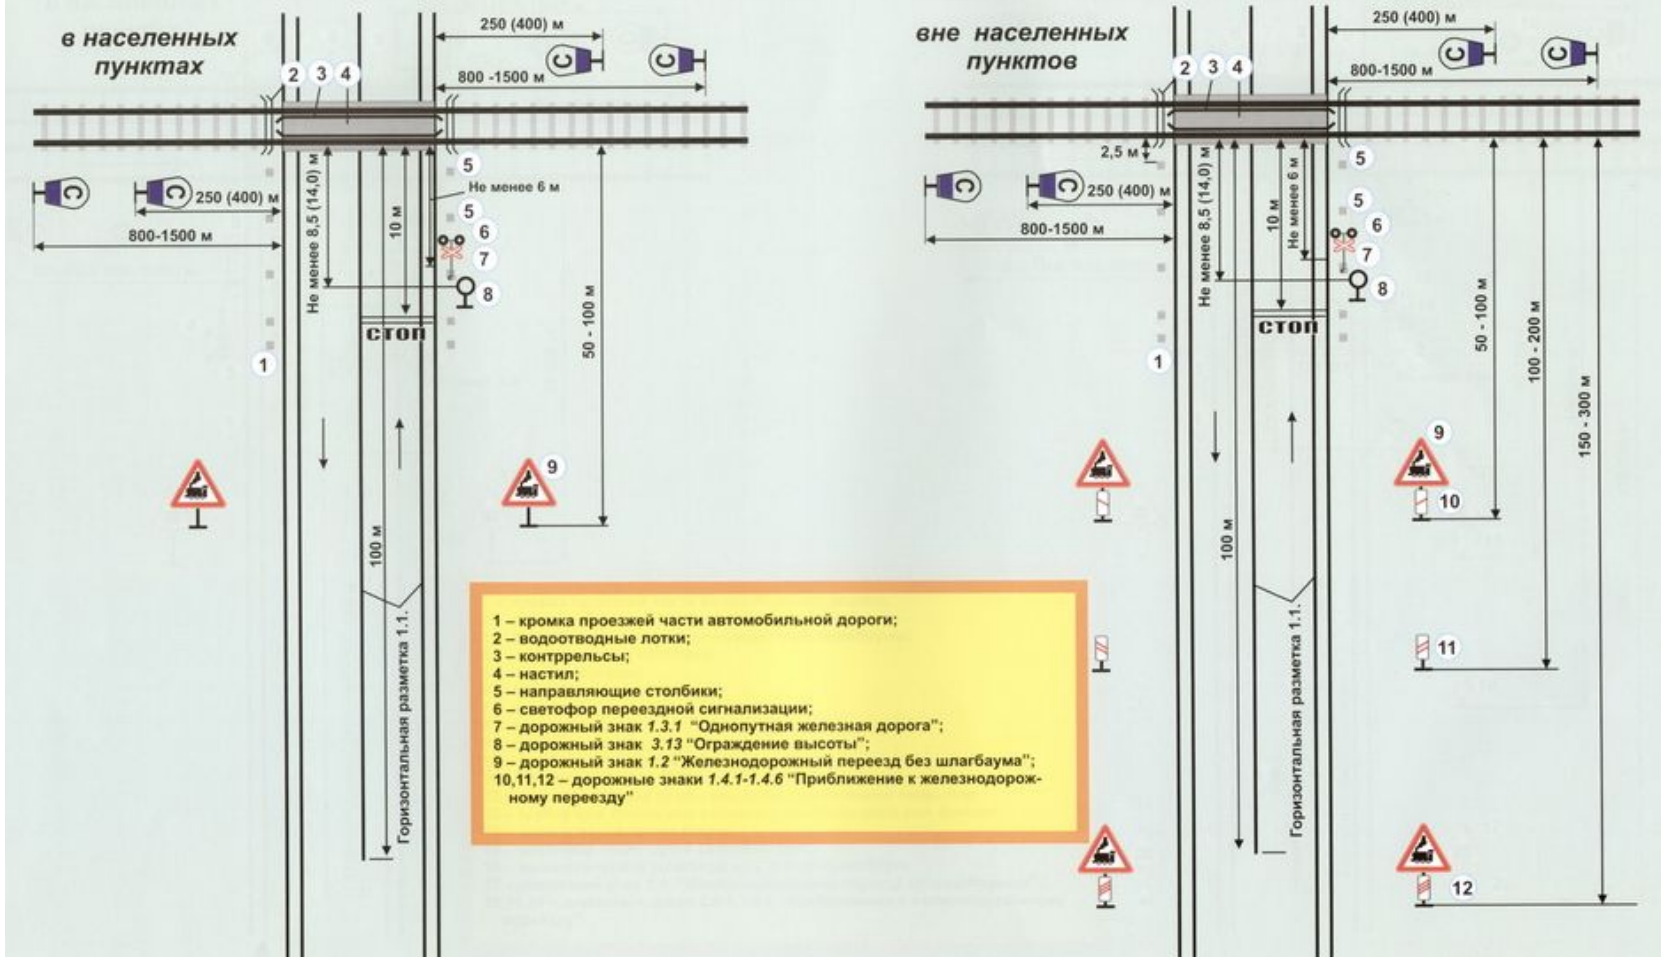 в населенных
пунктах
250 (400) м
С
С
800 -1500 м
2
3
4
5
Не менее 6 м
С
С
250 (400) м
800-1500 м
Не менее 8,5 (14,0) м
10 м
5
6
7
8
СТОП
1
50 - 100 м
9
100 м
Горизонтальная разметка 1.1.
вне населенных
пунктов
250 (400) м
С
С
800-1500 м
2
3
4
5
2,5 м
С
С
250 (400) м
800-1500 м
Не менее 8,5 (14,0) м
10 м
Не менее 6 м
5
6
7
8
СТОП
1
50 - 100 м
100 - 200 м
150 - 300 м
9
10
100 м
11
Горизонтальная разметка 1.1.
12
1 – кромка проезжей части автомобильной дороги;
2 – водоотводные лотки;
3 – контррельсы;
4 – настил;
5 – направляющие столбики;
6 – светофор переездной сигнализации;
7 – дорожный знак 1.3.1 “Однопутная железная дорога”;
8 – дорожный знак 3.13 “Ограждение высоты”;
9 – дорожный знак 1.2 “Железнодорожный переезд без шлагбаума”;
10,11,12 – дорожные знаки 1.4.1-1.4.6 “Приближение к железнодорож-
ному переезду”